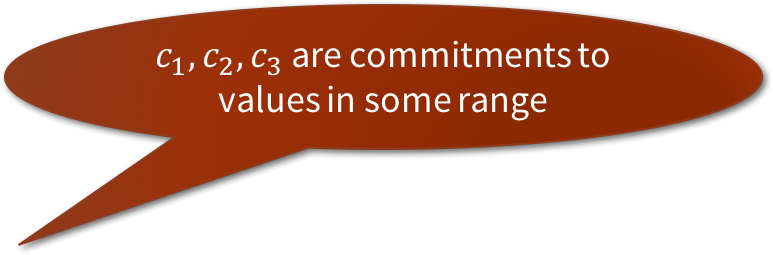 𝑐₁, 𝑐₂, 𝑐₃ are commitments to
values in some range